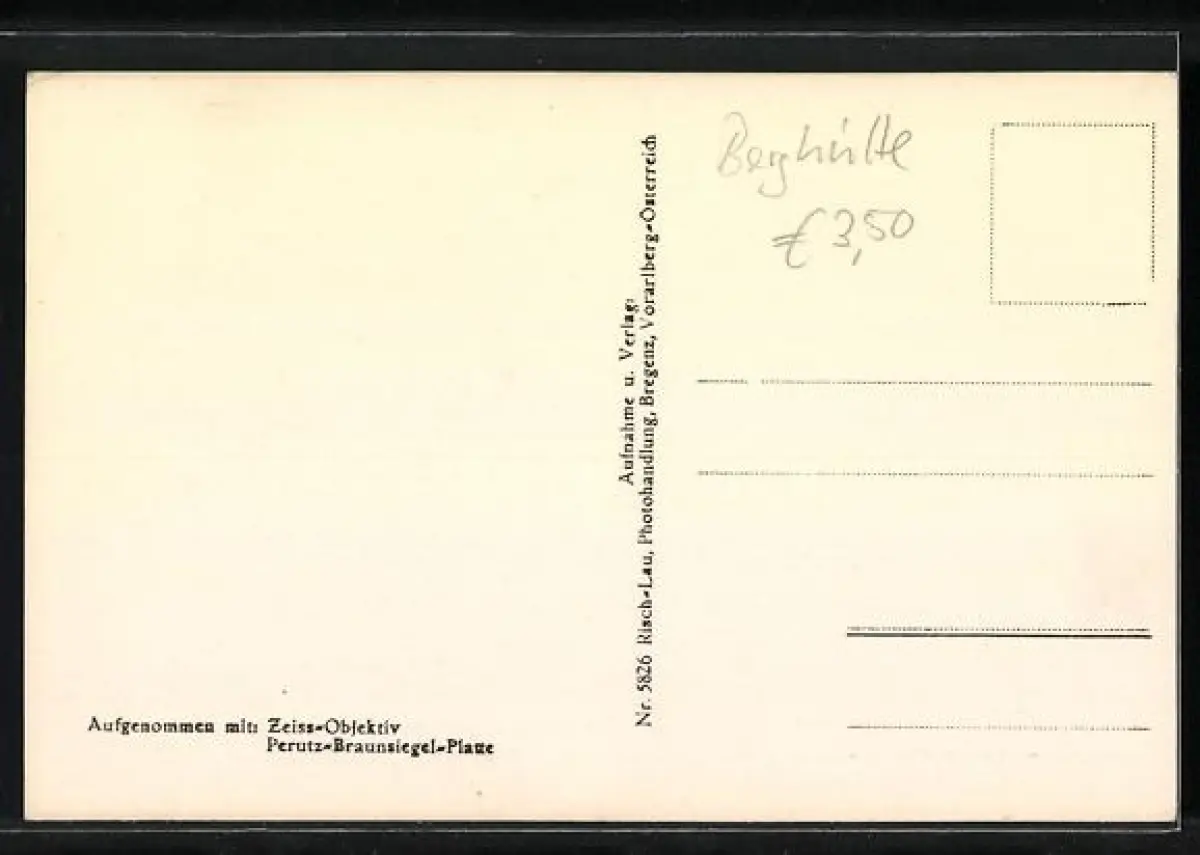 Berghütte
€ 3,50
Aufnahme u. Verlag:
Nr. 5826 Risch-Lau, Photohandlung, Bregenz, Vorarlberg-Österreich
Aufgenommen mit: Zeiss-Objektiv
Perutz-Braunsiegel-Platte